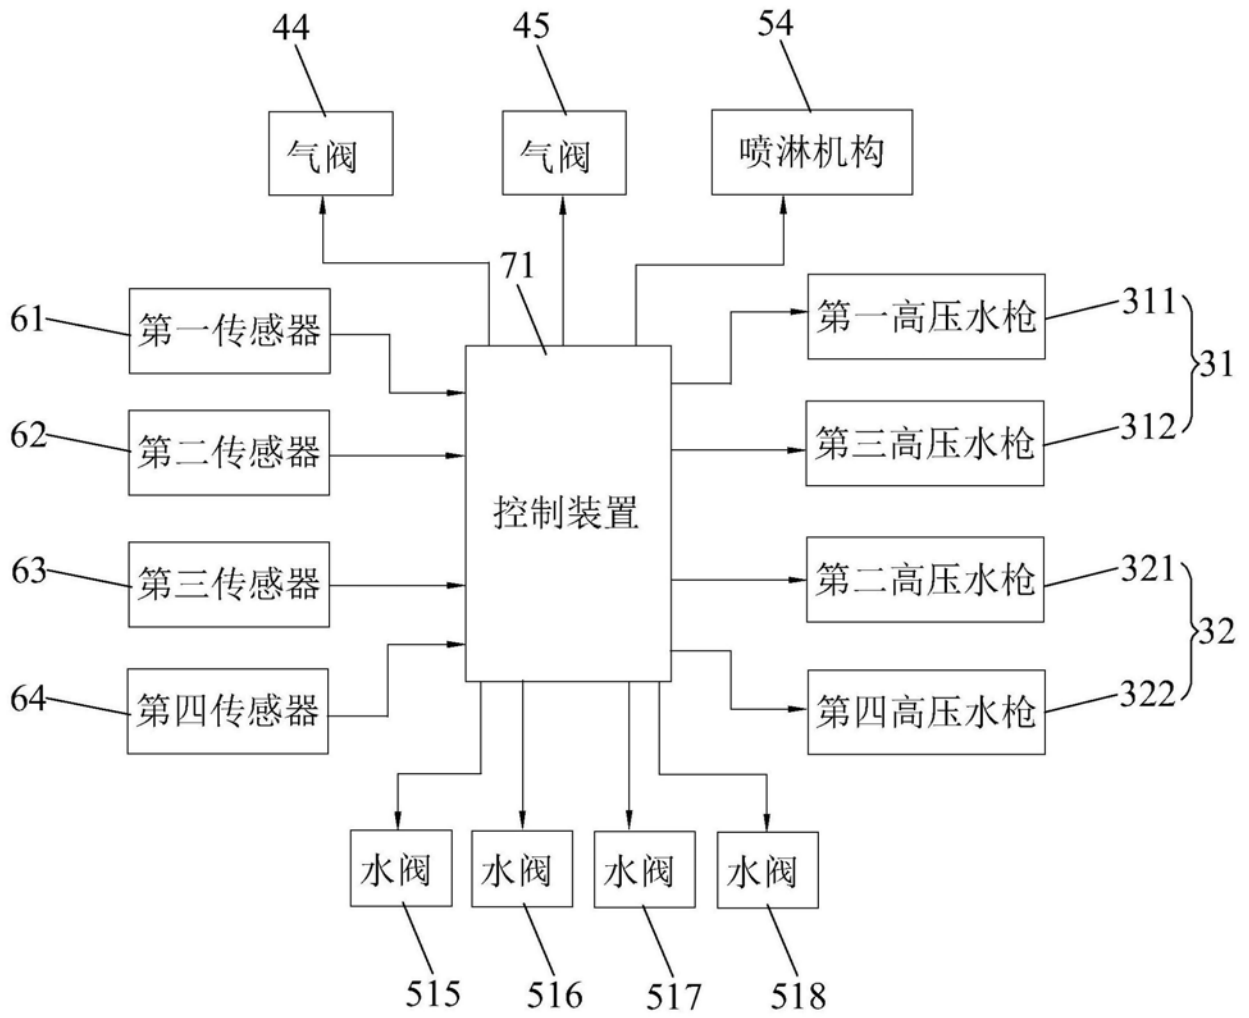 44
45
54
气阀
气阀
喷淋机构
71
61
第一传感器
第一高压水枪
311
31
62
第二传感器
第三高压水枪
312
控制装置
63
第三传感器
第二高压水枪
321
32
64
第四传感器
第四高压水枪
322
水阀
水阀
水阀
水阀
515
516
517
518